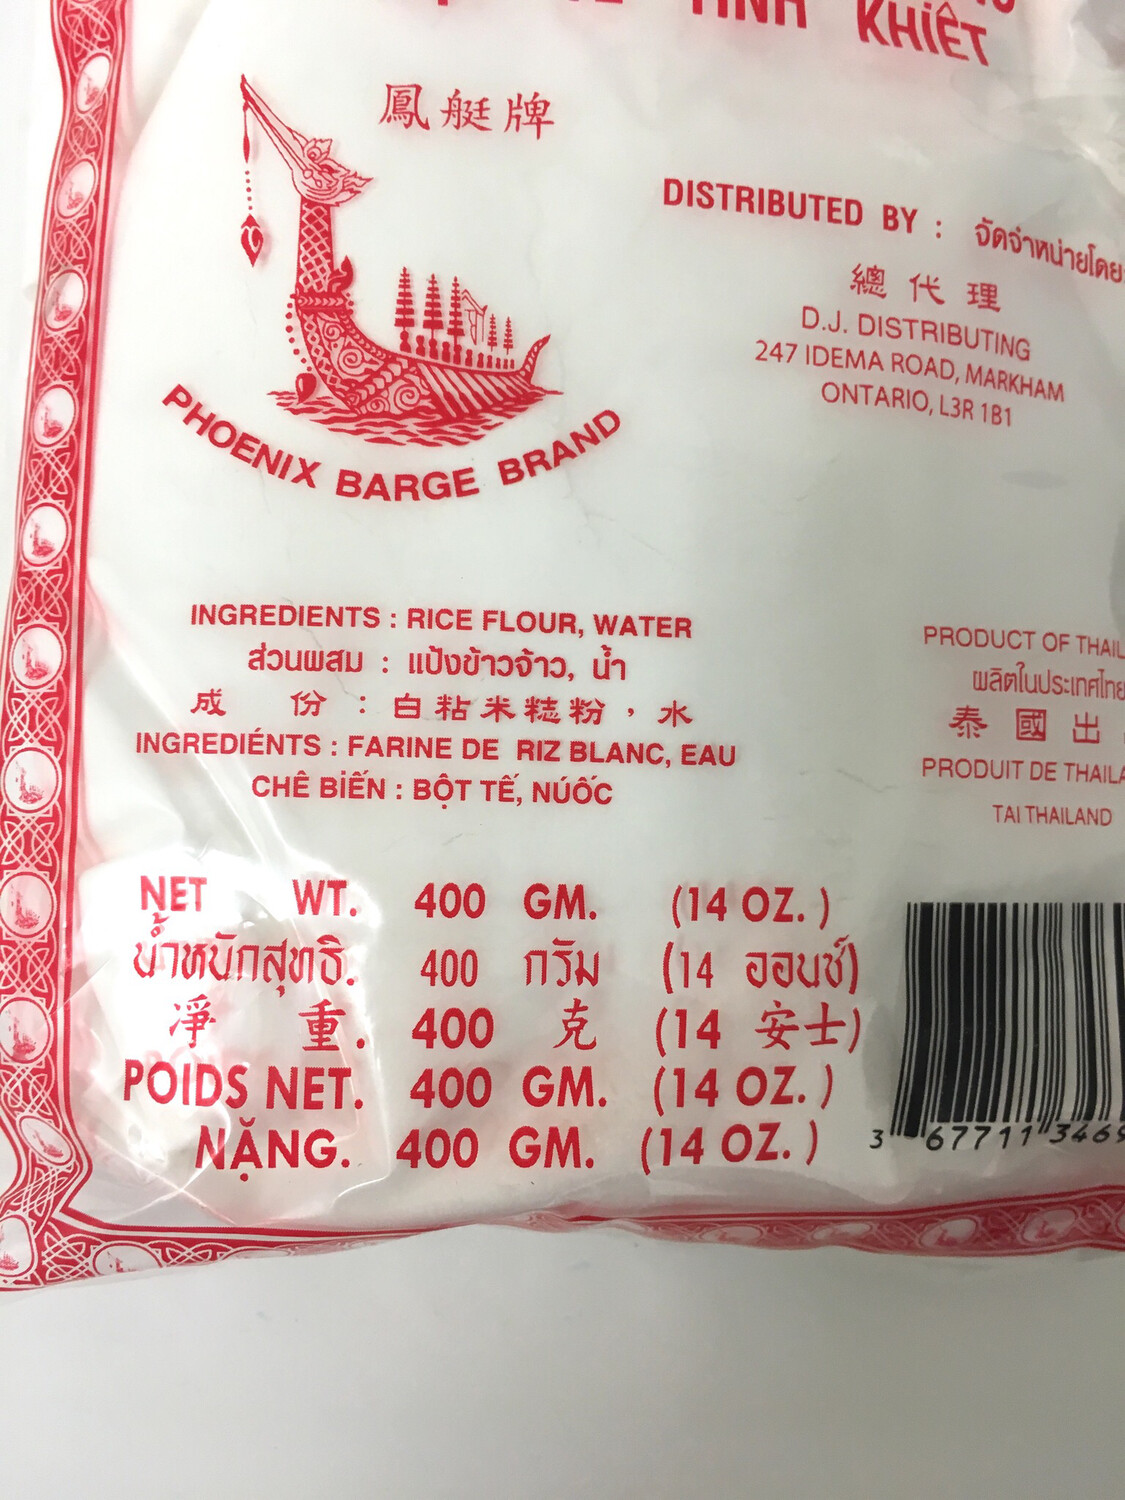 TINH KHIẾT
鳳艇牌
PHOENIX BARGE BRAND
DISTRIBUTED BY : จัดจำหน่ายโดย
總代理
D.J. DISTRIBUTING
247 IDEMA ROAD, MARKHAM
ONTARIO, L3R 1B1
INGREDIENTS : RICE FLOUR, WATER
ส่วนผสม : แป้งข้าวจ้าว, น้ำ
成 份 : 白粘米糕粉，水
INGREDIÉNTS : FARINE DE RIZ BLANC, EAU
CHÊ BIẾN : BỘT TẾ, NÚÔC
PRODUCT OF THAIL
ผลิตในประเทศไทย
泰國出
PRODUIT DE THAILA
TAI THAILAND
NET WT. 400 GM. (14 OZ.)
น้ำหนักสุทธิ. 400 กรัม (14 ออนซ์)
淨 重. 400 克 (14 安士)
POIDS NET. 400 GM. (14 OZ.)
NẶNG. 400 GM. (14 OZ.)
3 67711 3469